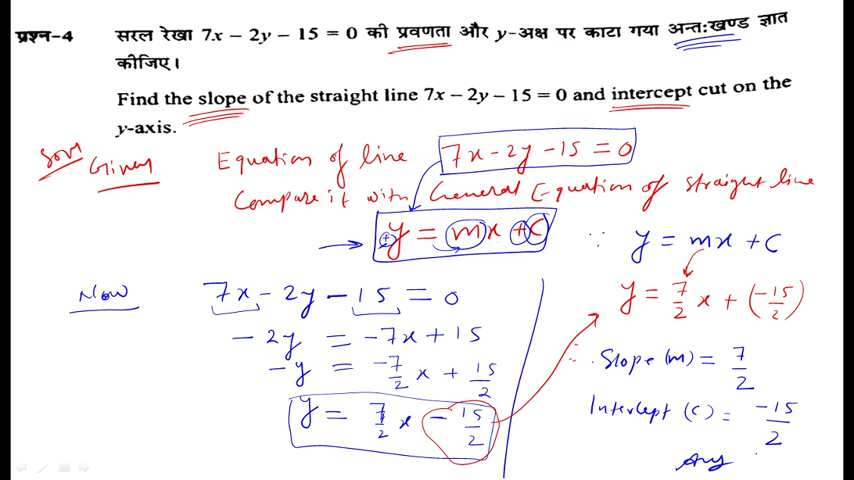 प्रश्न-4 सरल रेखा 7x − 2y − 15 = 0 की प्रवणता और y-अक्ष पर काटा गया अन्त:खण्ड ज्ञात
कीजिए।
Find the slope of the straight line 7x − 2y − 15 = 0 and intercept cut on the
y-axis.
Given Equation of line 7x - 2y - 15 = 0
Compare it with General Equation of straight line
y = mx + c
∵ y = mx + c
Now 7x - 2y - 15 = 0
- 2y = -7x + 15
- y = -7/2 x + 15/2
y = 7/2 x - 15/2
y = 7/2 x + (-15/2)
∴ Slope (m) = 7/2
Intercept (c) = -15/2
Ans